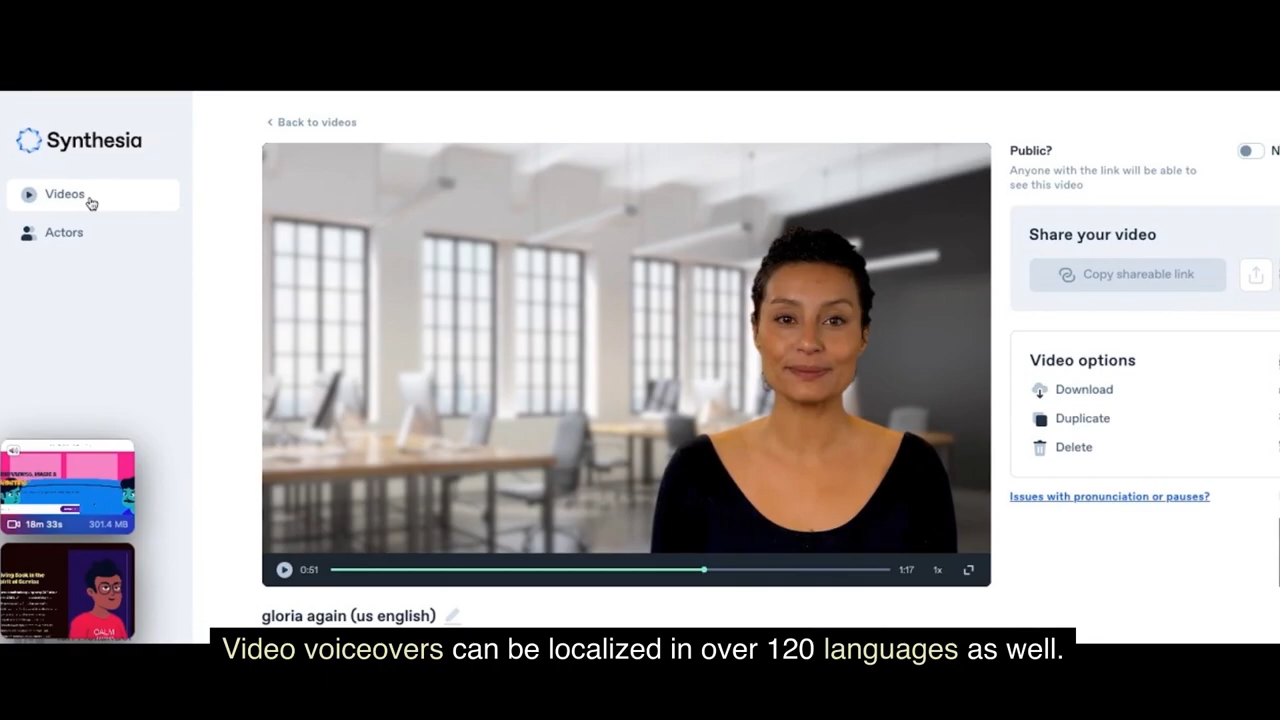 Synthesia
Videos
Actors
Back to videos
Public?
N
Anyone with the link will be able to
see this video
Share your video
Copy shareable link
Video options
Download
Duplicate
Delete
Issues with pronunciation or pauses?
18m 33s 301.4 MB
CALM
0:51 1:17 1x
gloria again (us english)
Video voiceovers can be localized in over 120 languages as well.